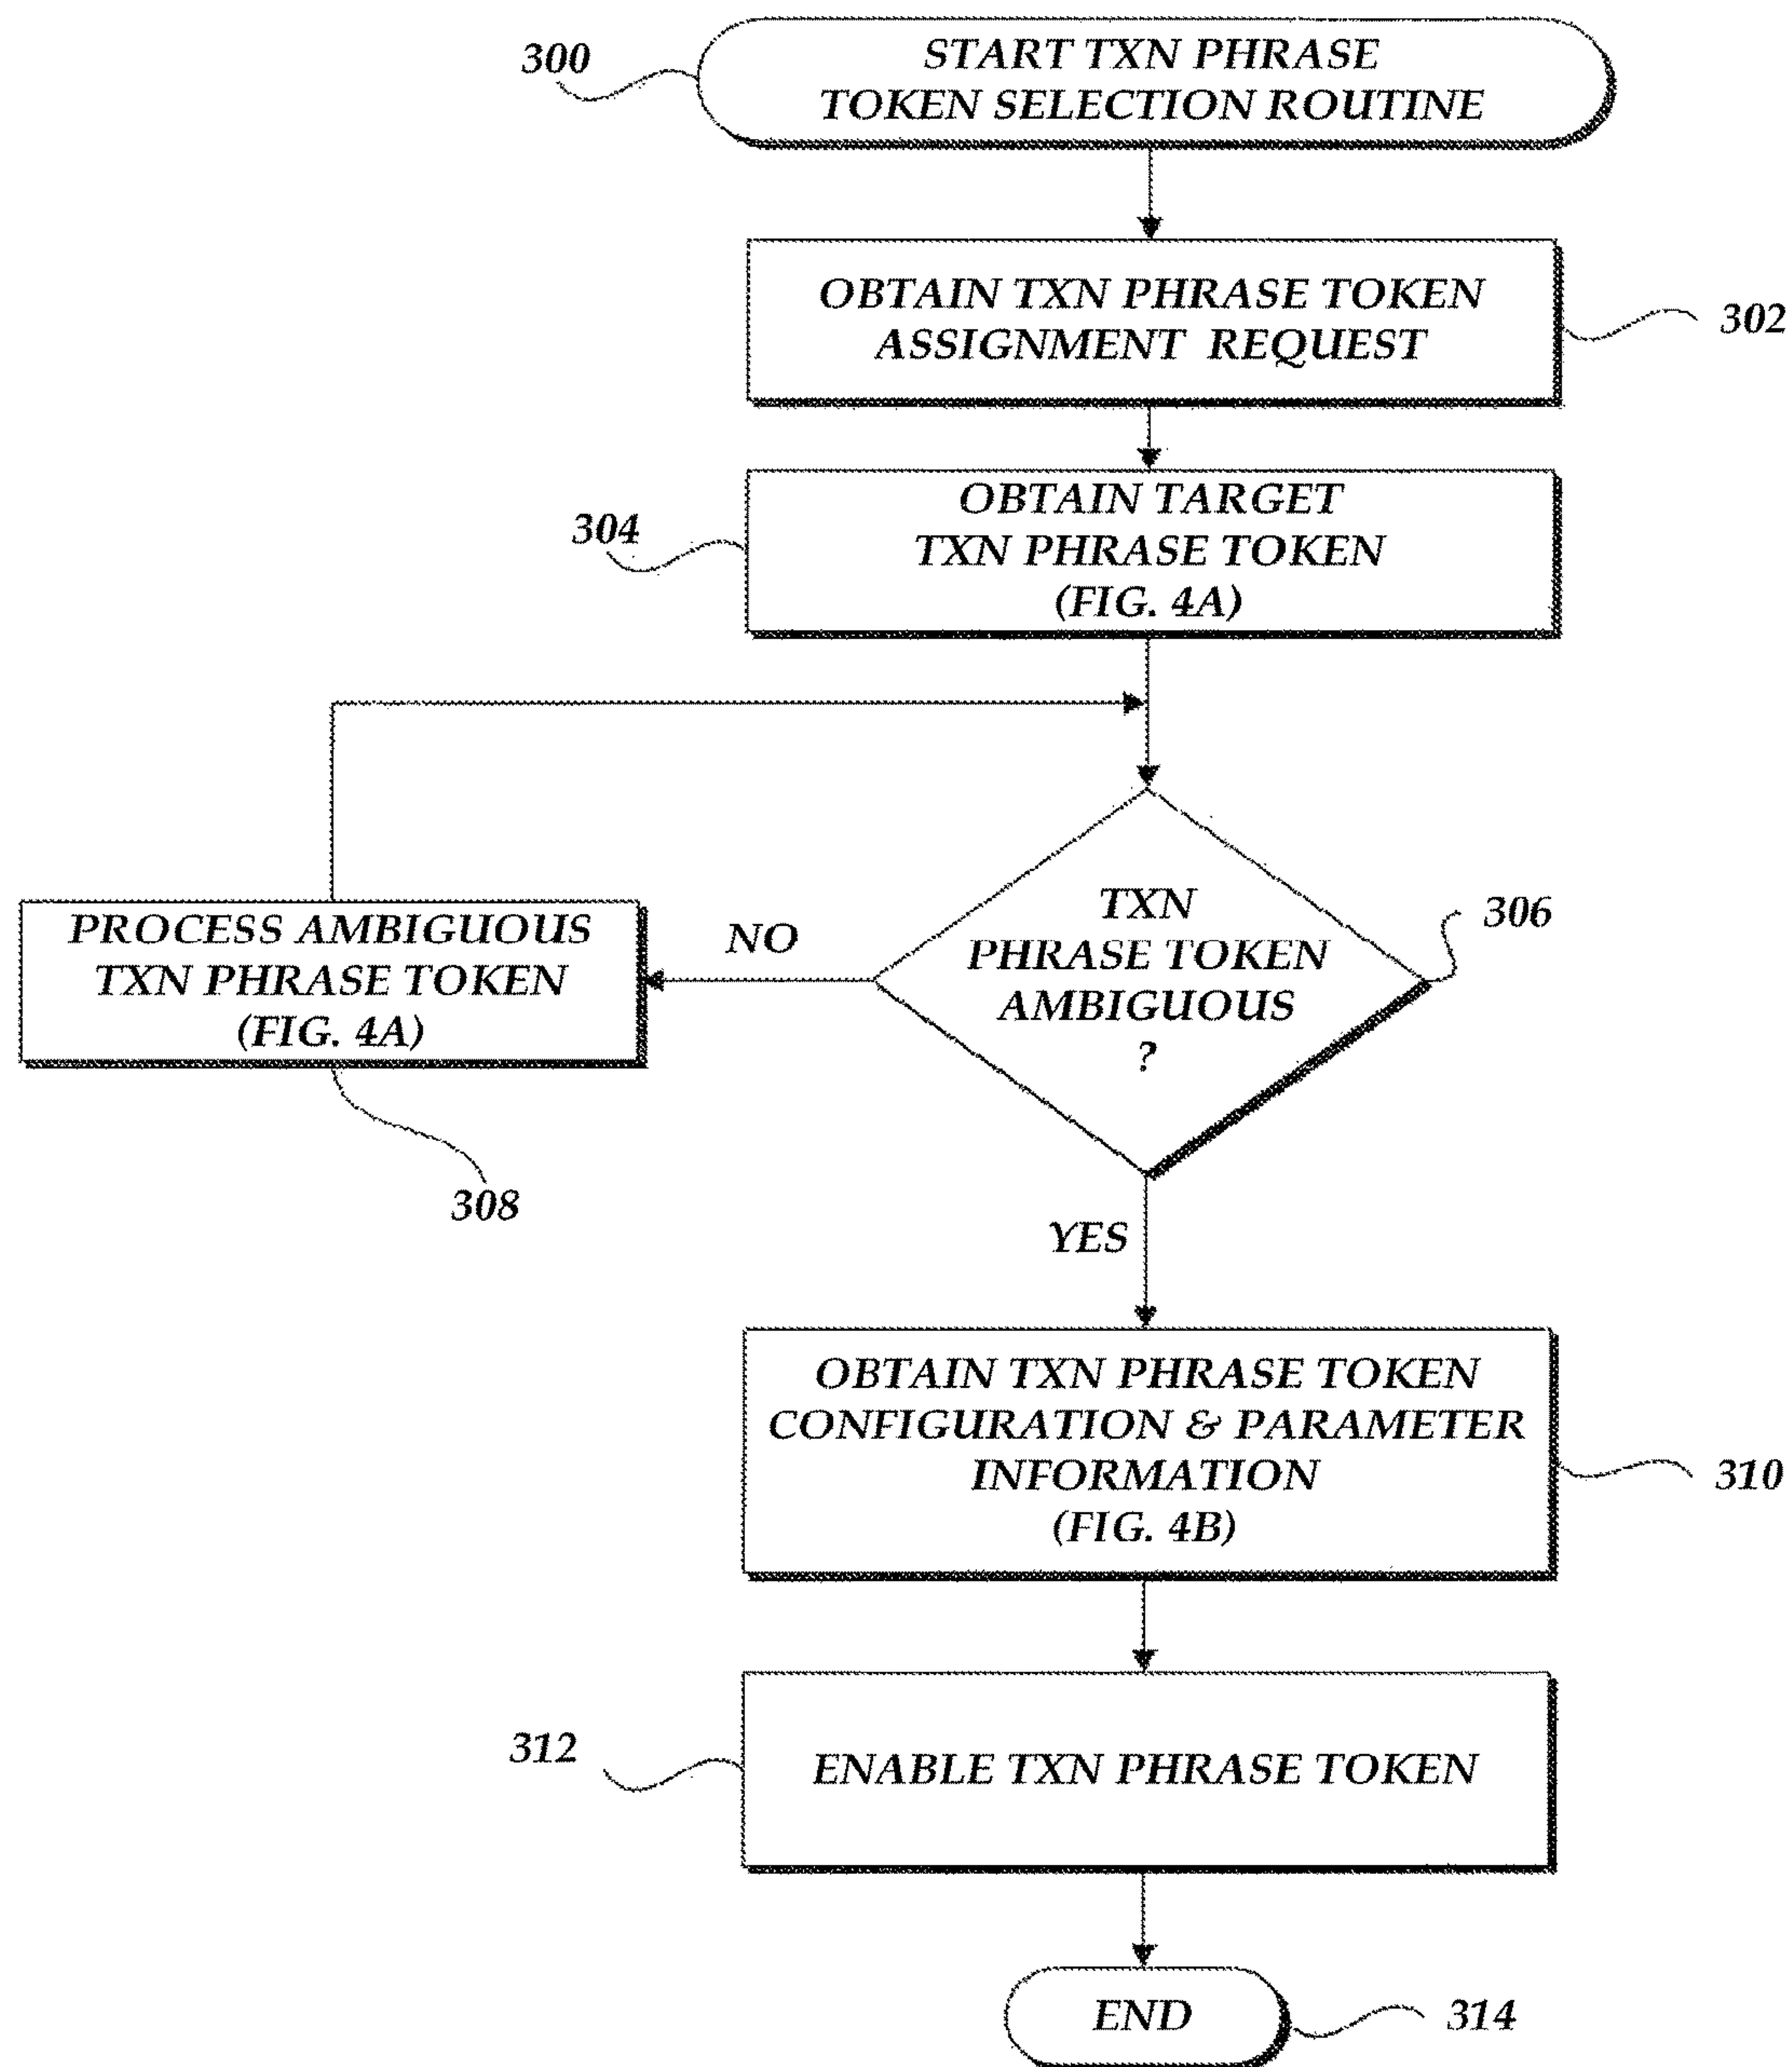 300
START TXN PHRASE
TOKEN SELECTION ROUTINE
OBTAIN TXN PHRASE TOKEN
ASSIGNMENT REQUEST
302
304
OBTAIN TARGET
TXN PHRASE TOKEN
(FIG. 4A)
TXN
PHRASE TOKEN
AMBIGUOUS
?
306
NO
PROCESS AMBIGUOUS
TXN PHRASE TOKEN
(FIG. 4A)
308
YES
OBTAIN TXN PHRASE TOKEN
CONFIGURATION & PARAMETER
INFORMATION
(FIG. 4B)
310
312
ENABLE TXN PHRASE TOKEN
END
314